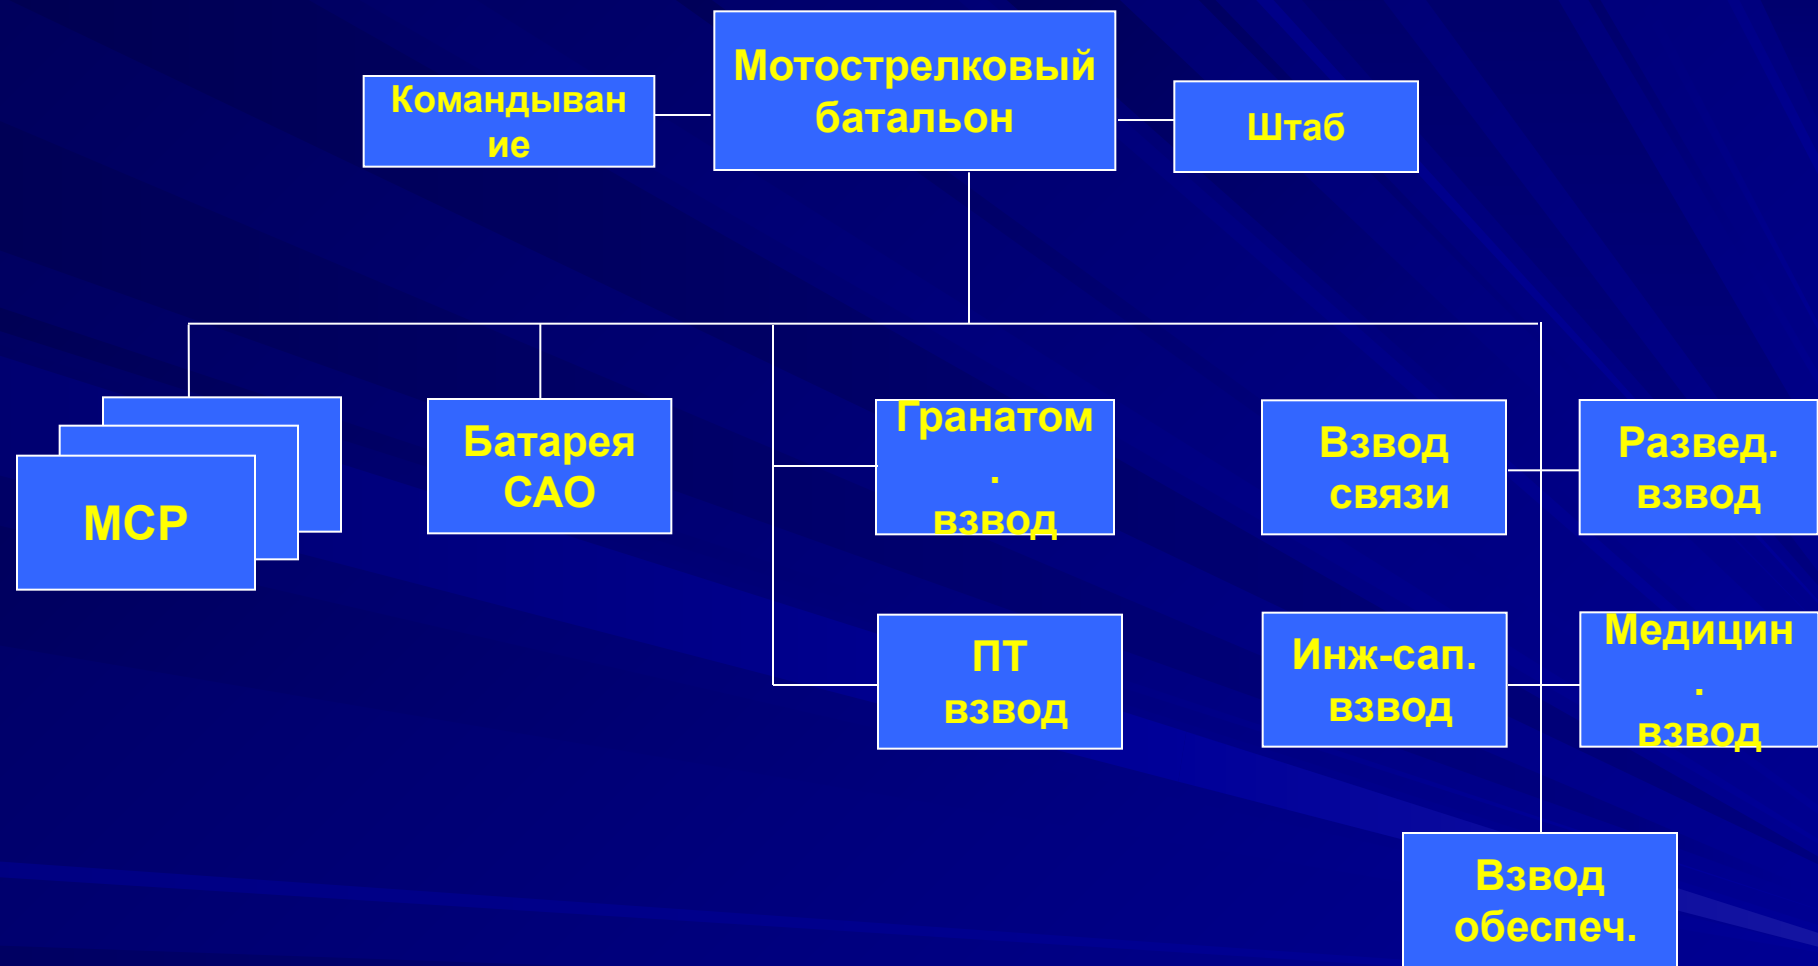 Мотострелковый
батальон
Командыван
ие
Штаб
МСР
Батарея
САО
Гранатом
.
взвод
Взвод
связи
Развед.
взвод
ПТ
взвод
Инж-сап.
взвод
Медицин
.
взвод
Взвод
обеспеч.